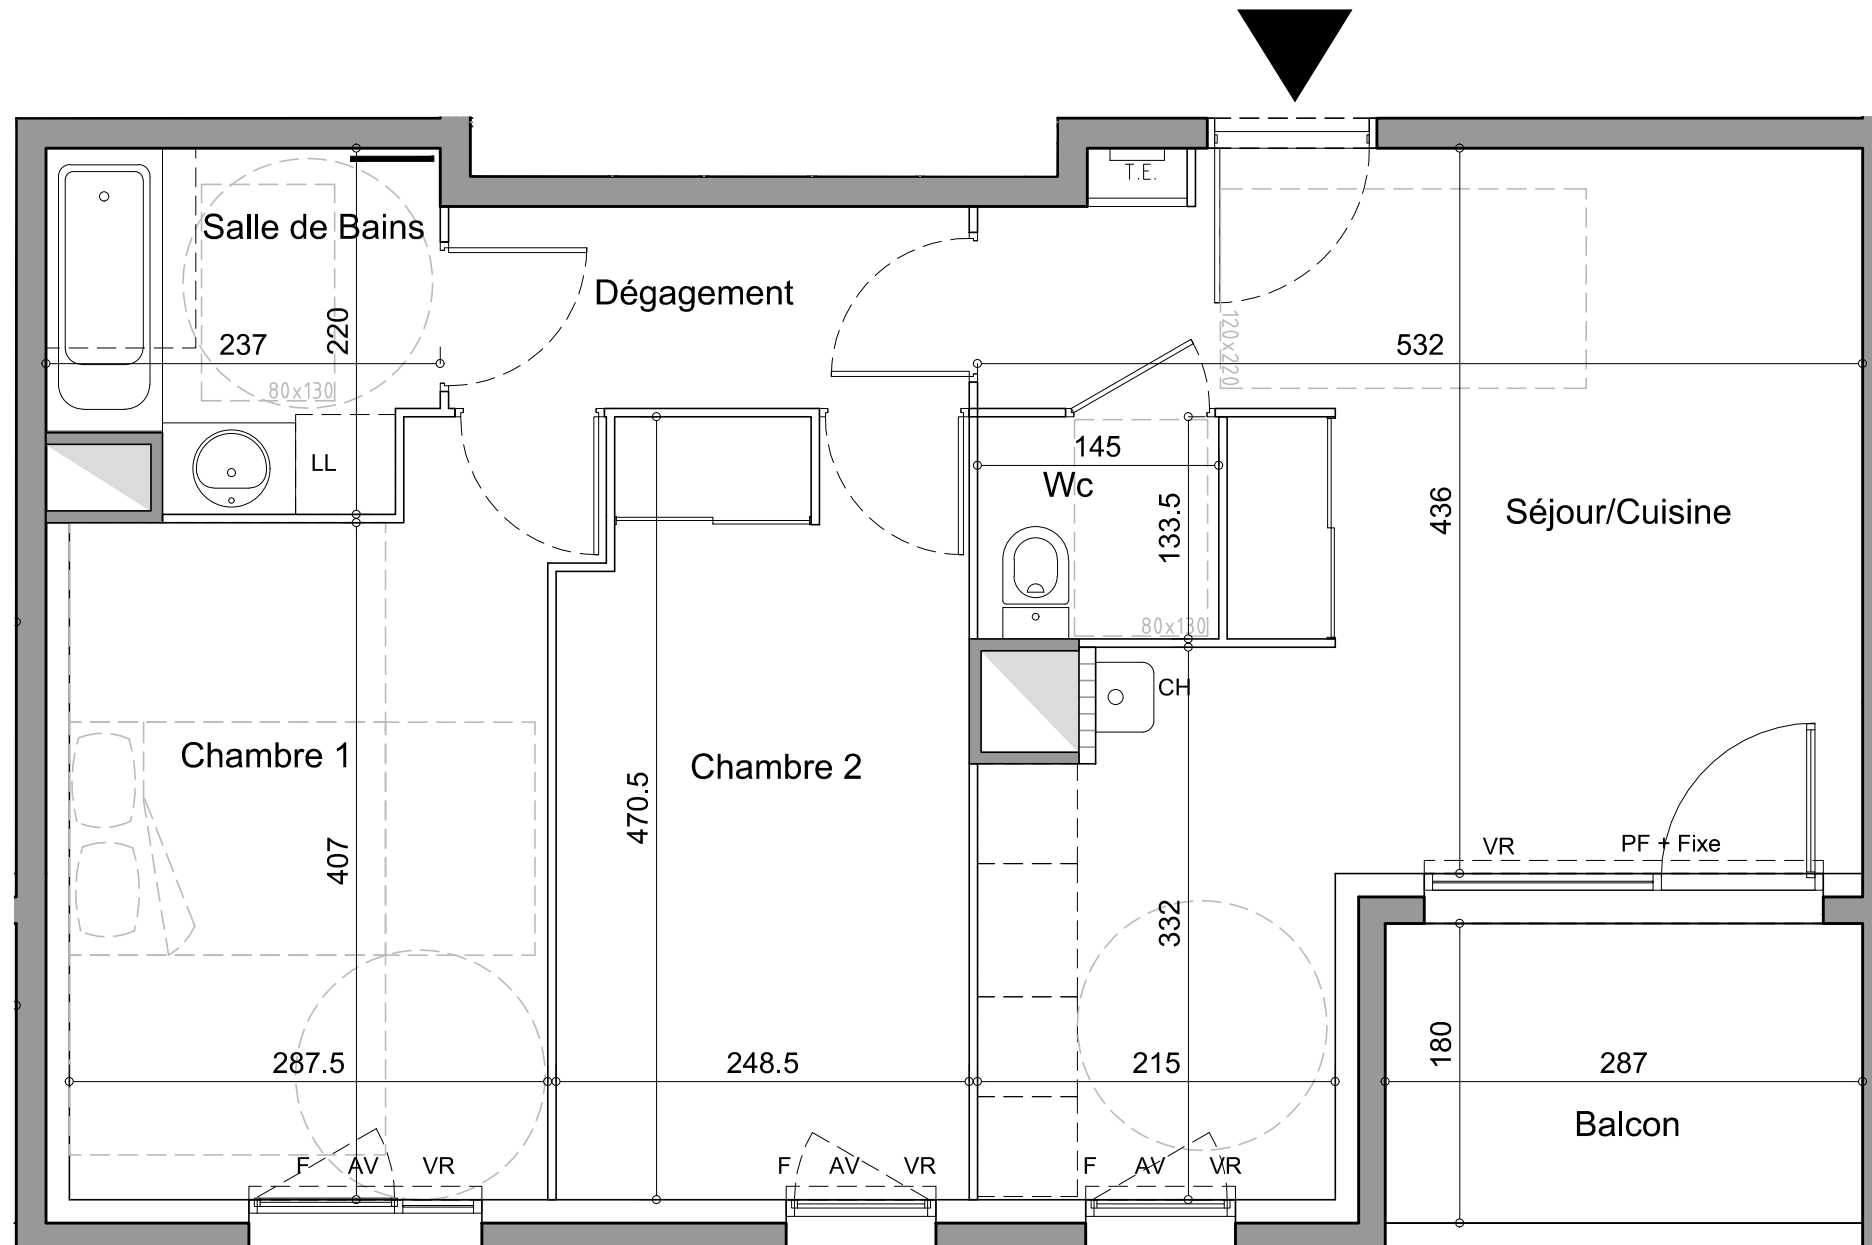 T.E.
Salle de Bains
Dégagement
120x220
237
220
532
80x130
LL
145
Wc
133.5
436
Séjour/Cuisine
80x130
CH
Chambre 1
Chambre 2
470.5
407
VR
PF + Fixe
332
180
287.5
248.5
215
287
Balcon
F
AV
VR
F
AV
VR
F
AV
VR